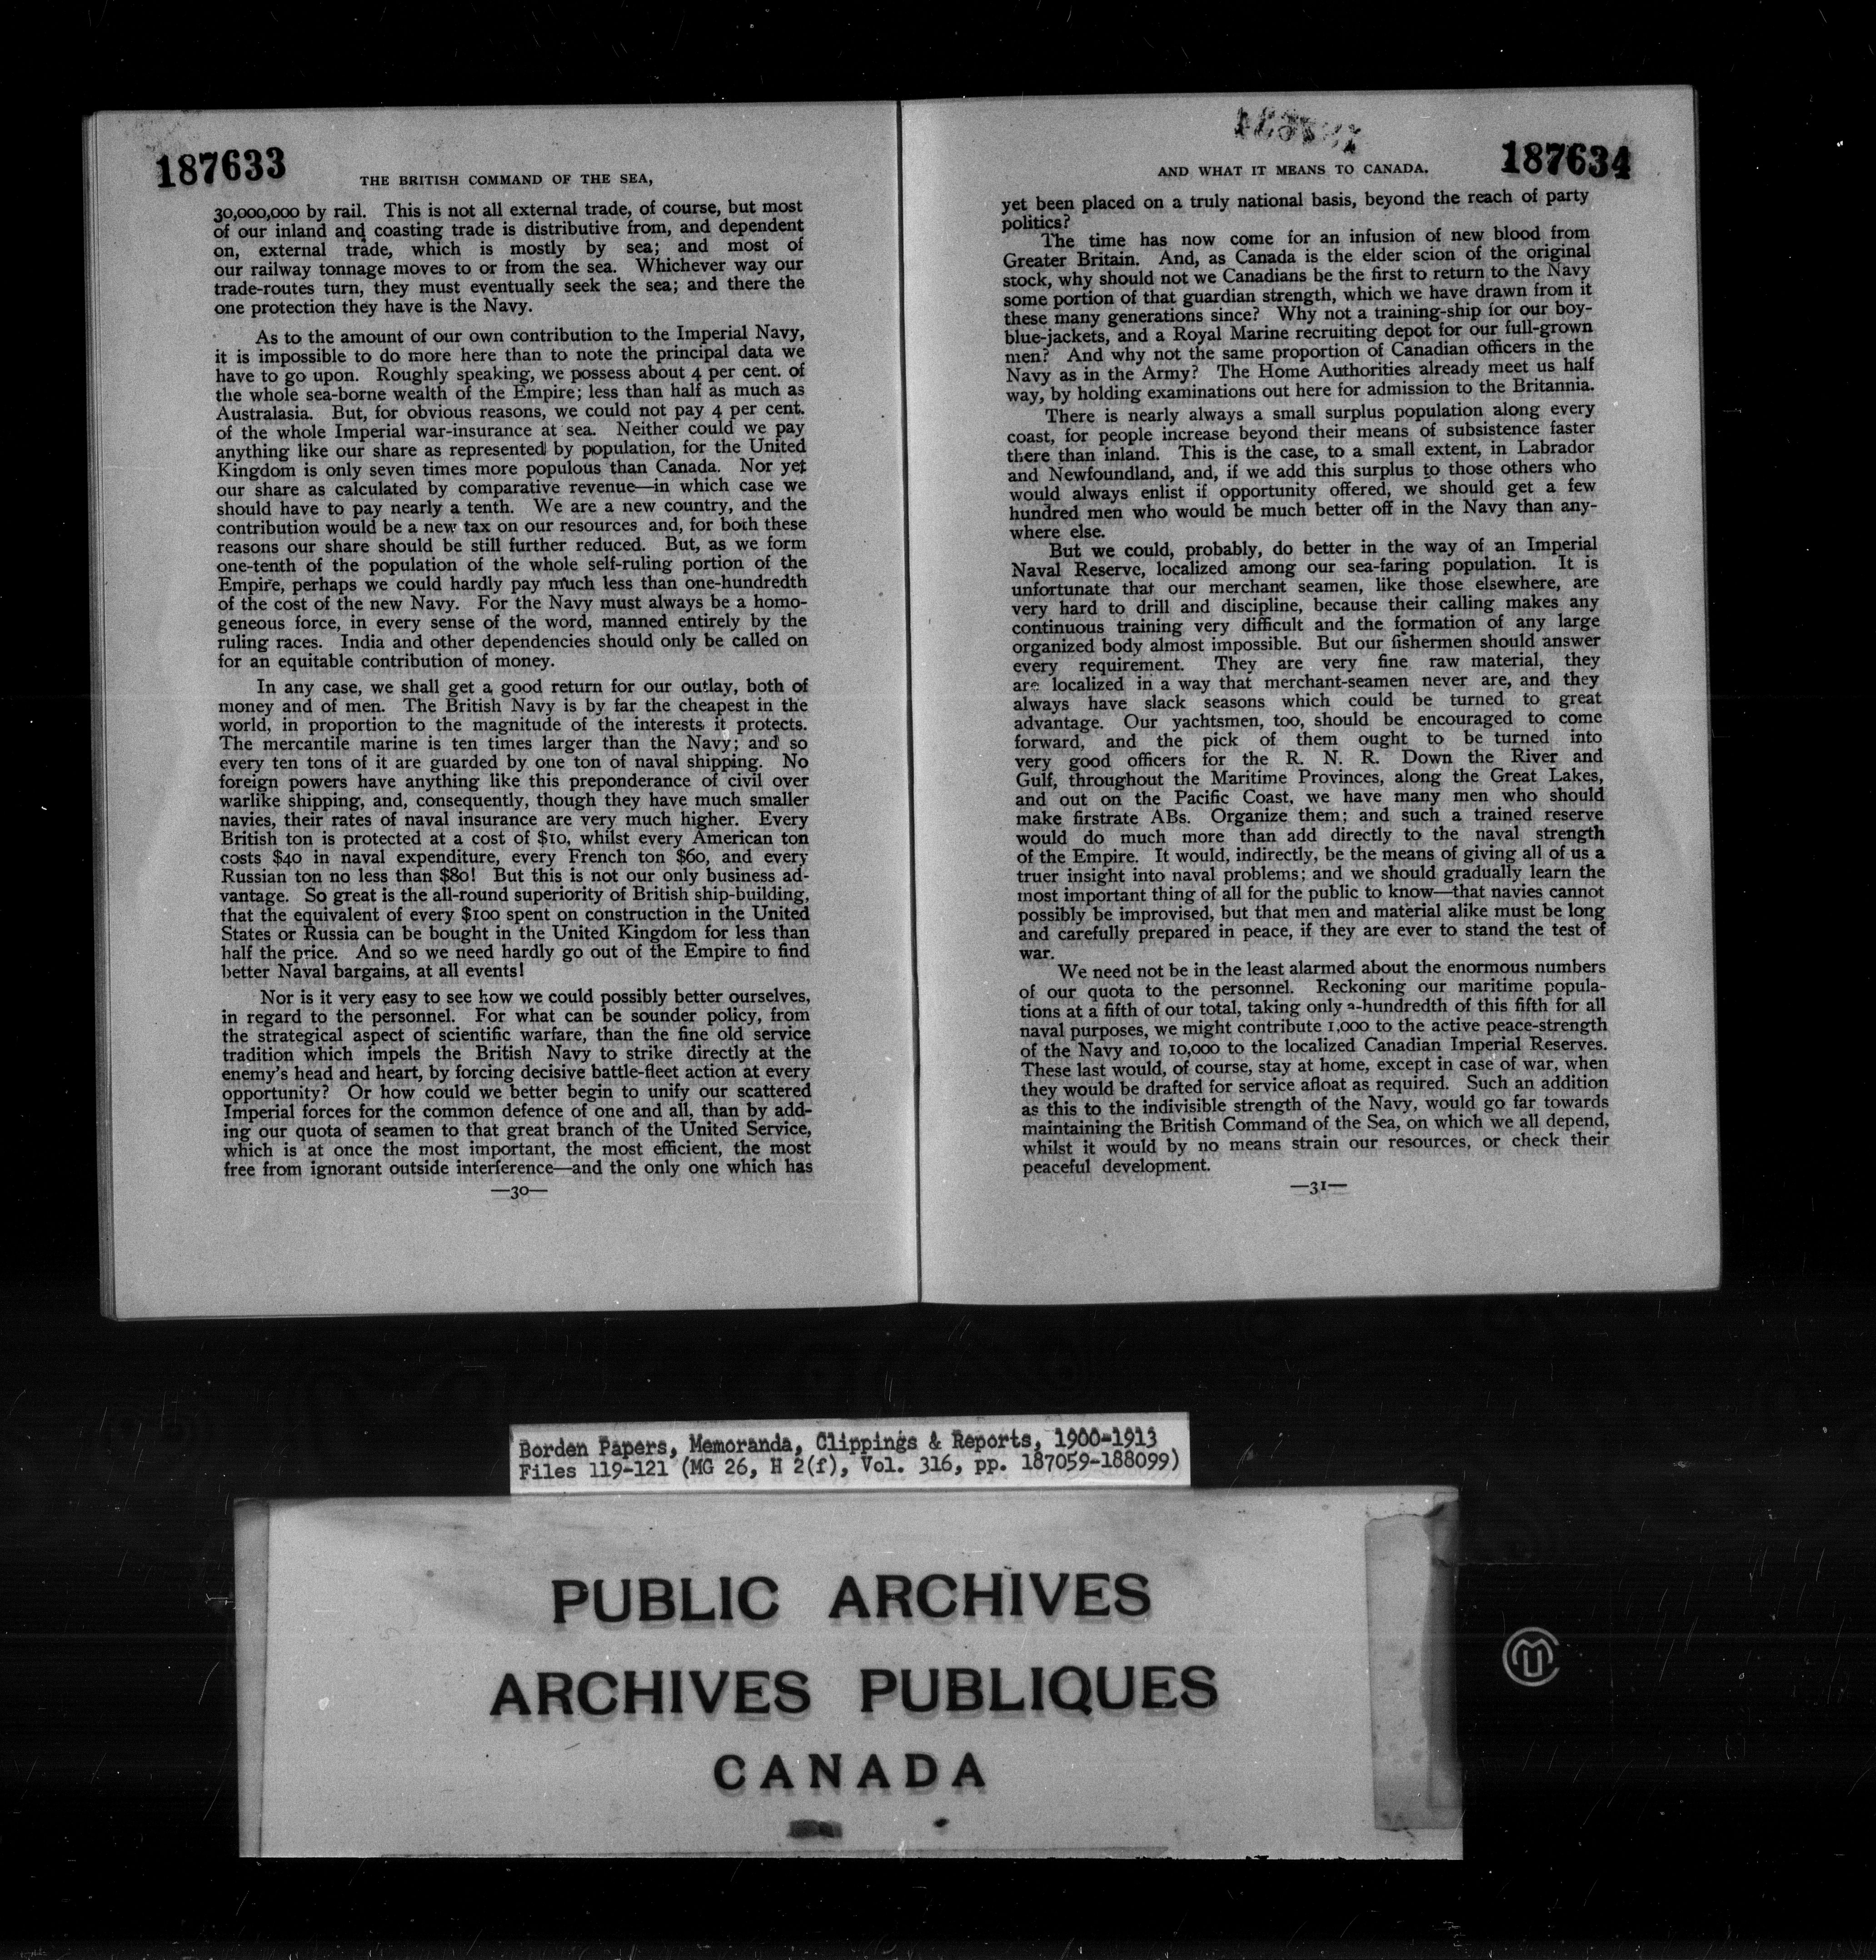 187633
THE BRITISH COMMAND OF THE SEA,
30,000,000 by rail. This is not all external trade, of course, but most
of our inland and coasting trade is distributive from, and dependent
on, external trade, which is mostly by sea; and most of
our railway tonnage moves to or from the sea. Whichever way our
trade-routes turn, they must eventually seek the sea; and there the
one protection they have is the Navy.
As to the amount of our own contribution to the Imperial Navy,
it is impossible to do more here than to note the principal data we
have to go upon. Roughly speaking, we possess about 4 per cent. of
the whole sea-borne wealth of the Empire; less than half as much as
Australasia. But, for obvious reasons, we could not pay 4 per cent.
of the whole Imperial war-insurance at sea. Neither could we pay
anything like our share as represented by population, for the United
Kingdom is only seven times more populous than Canada. Nor yet
our share as calculated by comparative revenue—in which case we
should have to pay nearly a tenth. We are a new country, and the
contribution would be a new tax on our resources and, for both these
reasons our share should be still further reduced. But, as we form
one-tenth of the population of the whole self-ruling portion of the
Empire, perhaps we could hardly pay much less than one-hundredth
of the cost of the new Navy. For the Navy must always be a homo-
geneous force, in every sense of the word, manned entirely by the
ruling races. India and other dependencies should only be called on
for an equitable contribution of money.
In any case, we shall get a good return for our outlay, both of
money and of men. The British Navy is by far the cheapest in the
world, in proportion to the magnitude of the interests it protects.
The mercantile marine is ten times larger than the Navy; and so
every ten tons of it are guarded by one ton of naval shipping. No
foreign powers have anything like this preponderance of civil over
warlike shipping, and, consequently, though they have much smaller
navies, their rates of naval insurance are very much higher. Every
British ton is protected at a cost of $10, whilst every American ton
costs $40 in naval expenditure, every French ton $60, and every
Russian ton no less than $80! But this is not our only business ad-
vantage. So great is the all-round superiority of British ship-building,
that the equivalent of every $100 spent on construction in the United
States or Russia can be bought in the United Kingdom for less than
half the price. And so we need hardly go out of the Empire to find
better Naval bargains, at all events!
Nor is it very easy to see how we could possibly better ourselves,
in regard to the personnel. For what can be sounder policy, from
the strategical aspect of scientific warfare, than the fine old service
tradition which impels the British Navy to strike directly at the
enemy's head and heart, by forcing decisive battle-fleet action at every
opportunity? Or how could we better begin to unify our scattered
Imperial forces for the common defence of one and all, than by add-
ing our quota of seamen to that great branch of the United Service,
which is at once the most important, the most efficient, the most
free from ignorant outside interference—and the only one which has
—30—
187634
AND WHAT IT MEANS TO CANADA.
yet been placed on a truly national basis, beyond the reach of party
politics?
The time has now come for an infusion of new blood from
Greater Britain. And, as Canada is the elder scion of the original
stock, why should not we Canadians be the first to return to the Navy
some portion of that guardian strength, which we have drawn from it
these many generations since? Why not a training-ship for our boy-
blue-jackets, and a Royal Marine recruiting depot for our full-grown
men? And why not the same proportion of Canadian officers in the
Navy as in the Army? The Home Authorities already meet us half
way, by holding examinations out here for admission to the Britannia.
There is nearly always a small surplus population along every
coast, for people increase beyond their means of subsistence faster
there than inland. This is the case, to a small extent, in Labrador
and Newfoundland, and, if we add this surplus to those others who
would always enlist if opportunity offered, we should get a few
hundred men who would be much better off in the Navy than any-
where else.
But we could, probably, do better in the way of an Imperial
Naval Reserve, localized among our sea-faring population. It is
unfortunate that our merchant seamen, like those elsewhere, are
very hard to drill and discipline, because their calling makes any
continuous training very difficult and the formation of any large
organized body almost impossible. But our fishermen should answer
every requirement. They are very fine raw material, they
are localized in a way that merchant-seamen never are, and they
always have slack seasons which could be turned to great
advantage. Our yachtsmen, too, should be encouraged to come
forward, and the pick of them ought to be turned into
very good officers for the R. N. R. Down the River and
Gulf, throughout the Maritime Provinces, along the Great Lakes,
and out on the Pacific Coast, we have many men who should
make firstrate ABs. Organize them; and such a trained reserve
would do much more than add directly to the naval strength
of the Empire. It would, indirectly, be the means of giving all of us a
truer insight into naval problems; and we should gradually learn the
most important thing of all for the public to know—that navies cannot
possibly be improvised, but that men and material alike must be long
and carefully prepared in peace, if they are ever to stand the test of
war.
We need not be in the least alarmed about the enormous numbers
of our quota to the personnel. Reckoning our maritime popula-
tions at a fifth of our total, taking only a-hundredth of this fifth for all
naval purposes, we might contribute 1,000 to the active peace-strength
of the Navy and 10,000 to the localized Canadian Imperial Reserves.
These last would, of course, stay at home, except in case of war, when
they would be drafted for service afloat as required. Such an addition
as this to the indivisible strength of the Navy, would go far towards
maintaining the British Command of the Sea, on which we all depend,
whilst it would by no means strain our resources, or check their
peaceful development.
—31—
Borden Papers, Memoranda, Clippings & Reports, 1900-1913
Files 119-121 (MG 26, H 2(f), Vol. 316, pp. 187059-188099)
PUBLIC ARCHIVES
ARCHIVES PUBLIQUES
CANADA